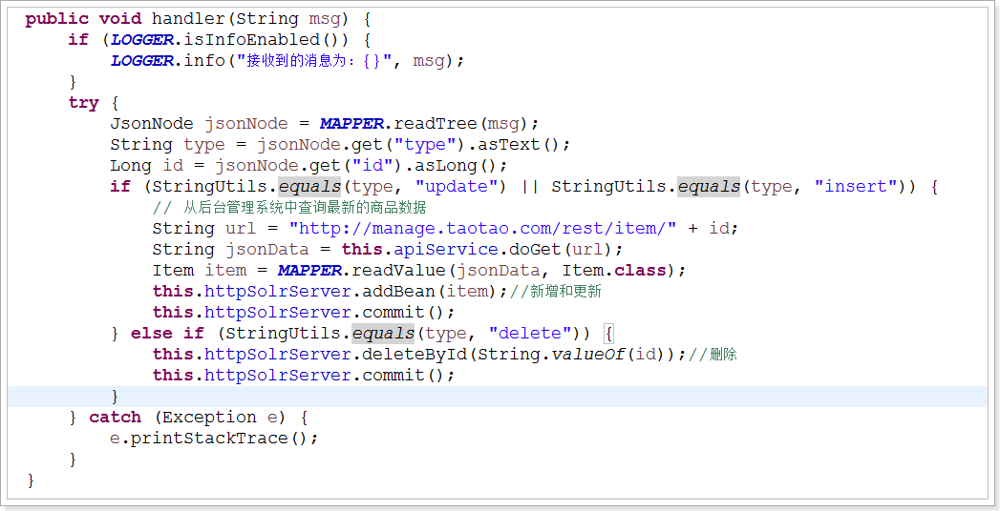 public void handler(String msg) {
    if (LOGGER.isInfoEnabled()) {
        LOGGER.info("接收到的消息为：{}", msg);
    }
    try {
        JsonNode jsonNode = MAPPER.readTree(msg);
        String type = jsonNode.get("type").asText();
        Long id = jsonNode.get("id").asLong();
        if (StringUtils.equals(type, "update") || StringUtils.equals(type, "insert")) {
            // 从后台管理系统中查询最新的商品数据
            String url = "http://manage.taotao.com/rest/item/" + id;
            String jsonData = this.apiService.doGet(url);
            Item item = MAPPER.readValue(jsonData, Item.class);
            this.httpSolrServer.addBean(item);//新增和更新
            this.httpSolrServer.commit();
        } else if (StringUtils.equals(type, "delete")) {
            this.httpSolrServer.deleteById(String.valueOf(id));//删除
            this.httpSolrServer.commit();
        }
    } catch (Exception e) {
        e.printStackTrace();
    }
}